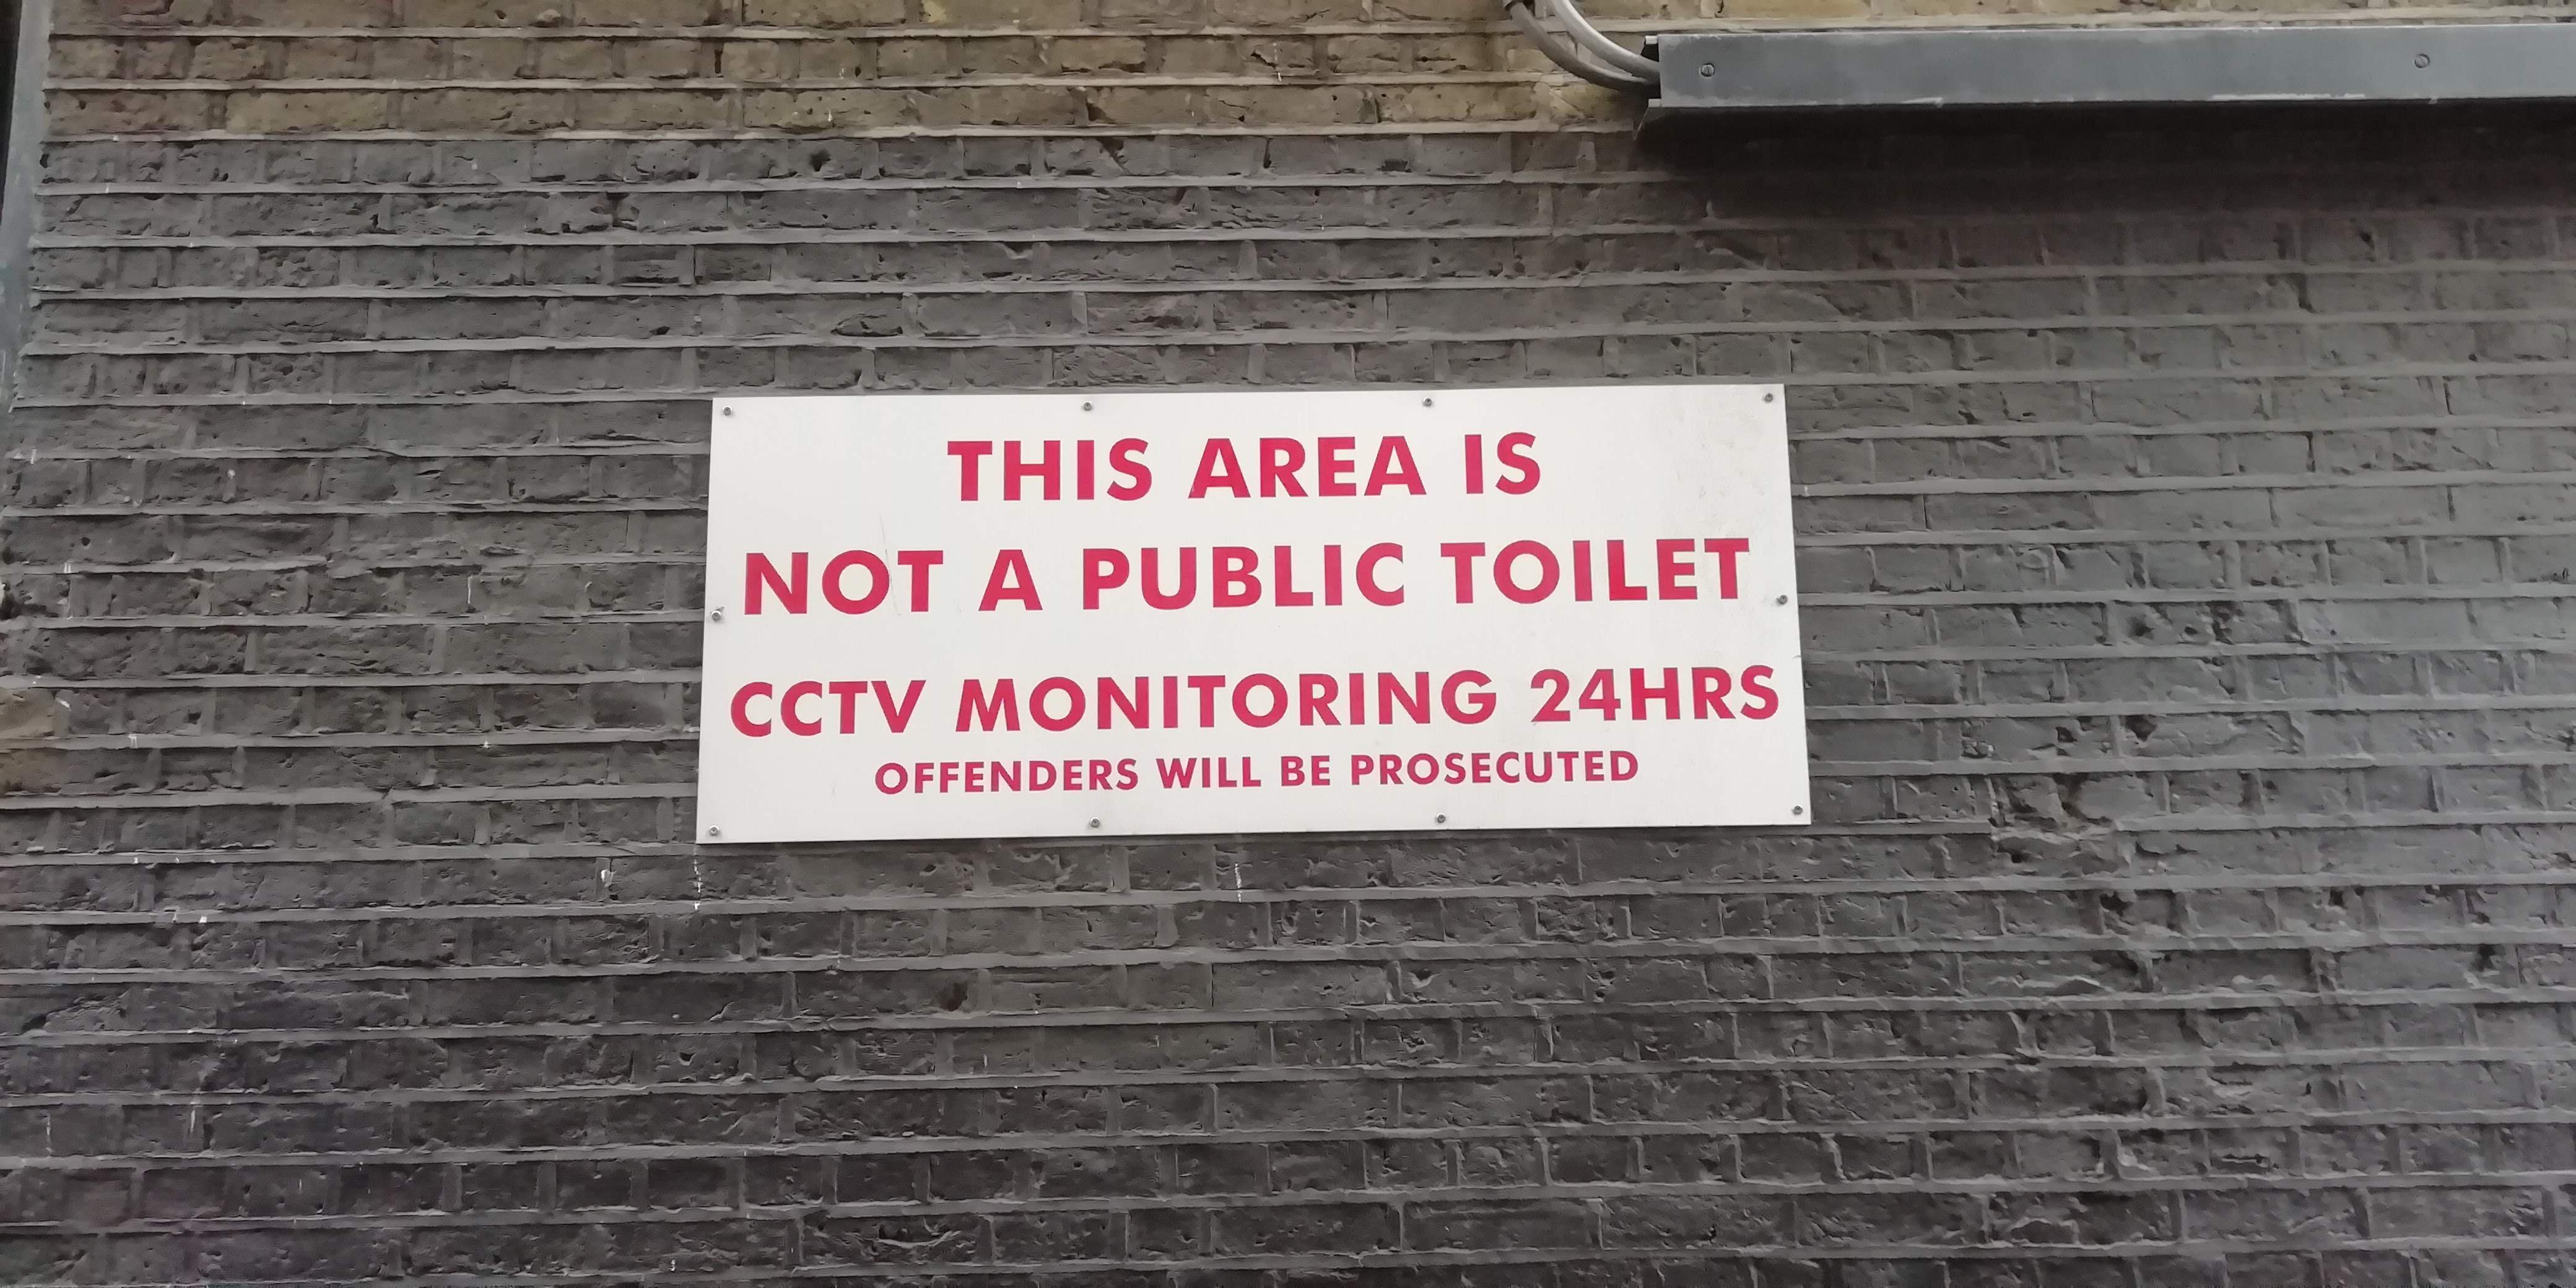 THIS AREA IS
NOT A PUBLIC TOILET
CCTV MONITORING 24HRS
OFFENDERS WILL BE PROSECUTED